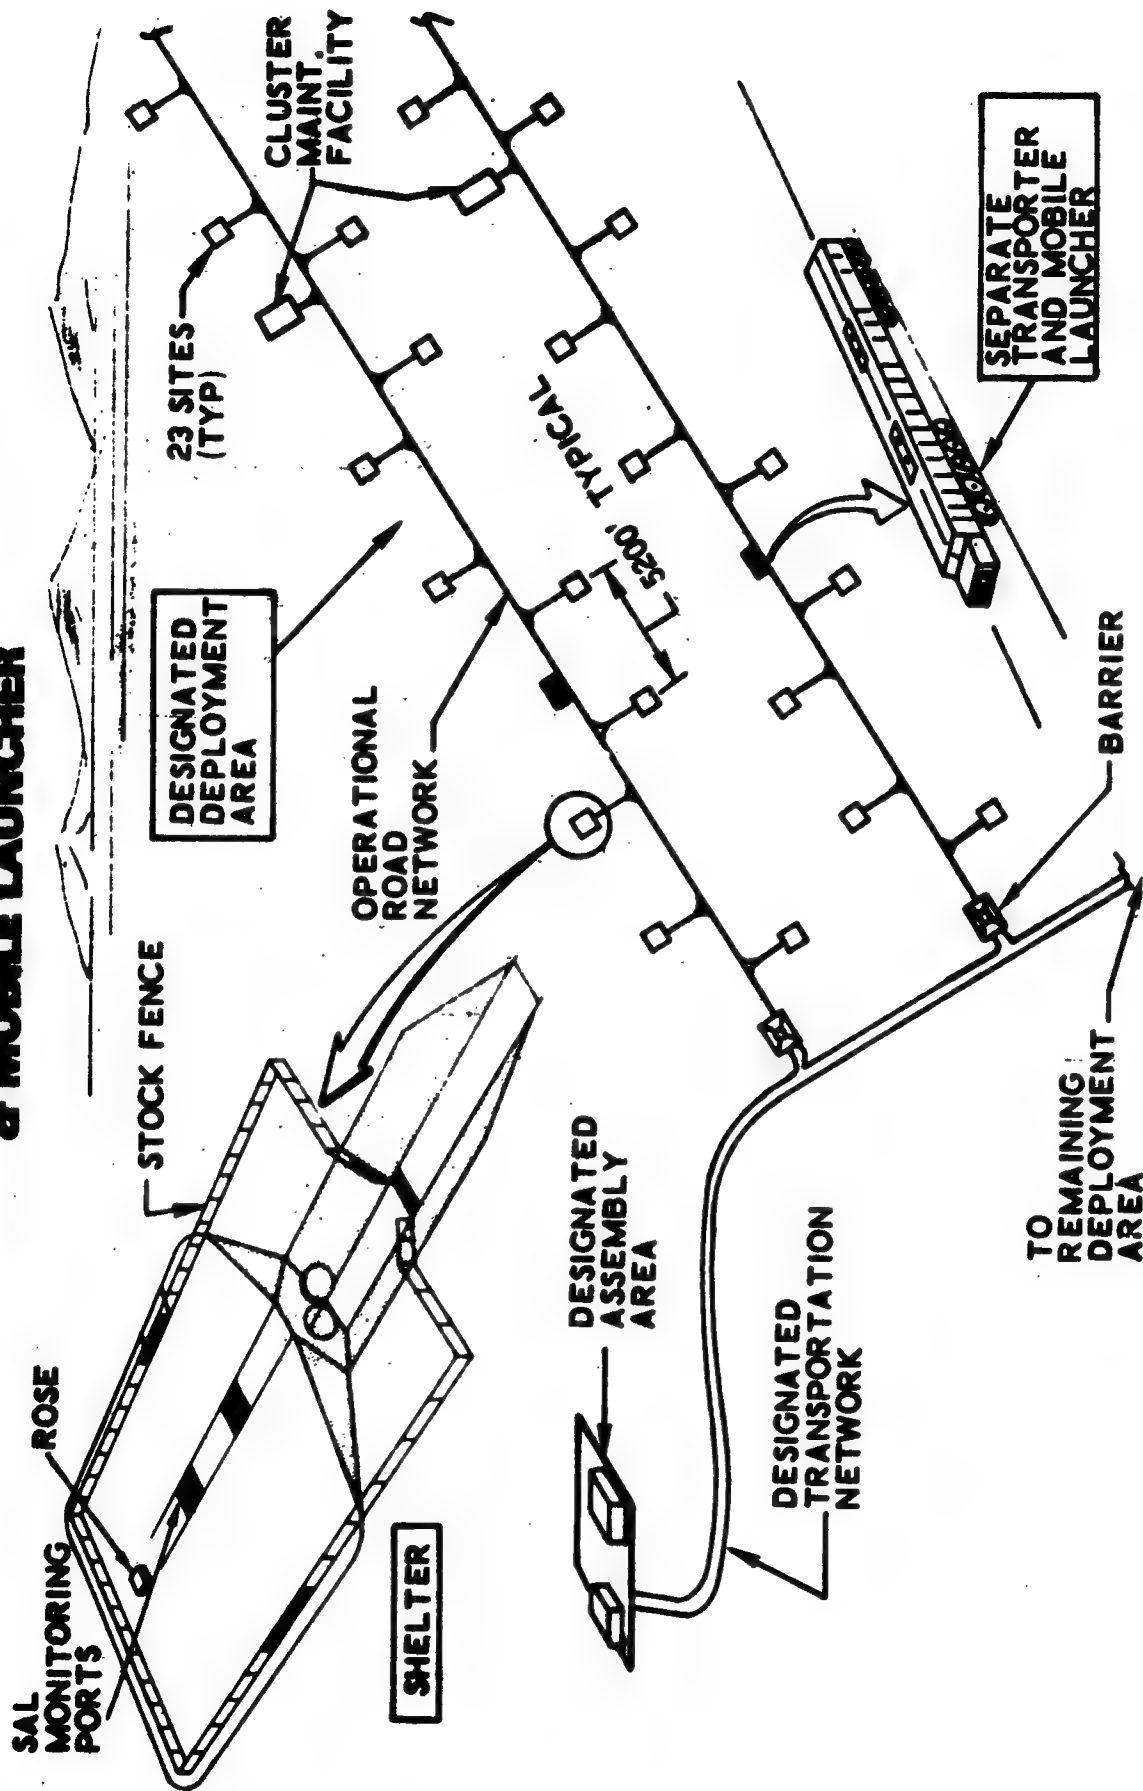 & MOBILE LAUNCHER
SAL
MONITORING
PORTS
ROSE
STOCK FENCE
SHELTER
DESIGNATED
DEPLOYMENT
AREA
OPERATIONAL
ROAD
NETWORK
23 SITES
(TYP)
CLUSTER
MAINT.
FACILITY
5200' TYPICAL
DESIGNATED
ASSEMBLY
AREA
DESIGNATED
TRANSPORTATION
NETWORK
TO
REMAINING
DEPLOYMENT
AREA
BARRIER
SEPARATE
TRANSPORTER
AND MOBILE
LAUNCHER